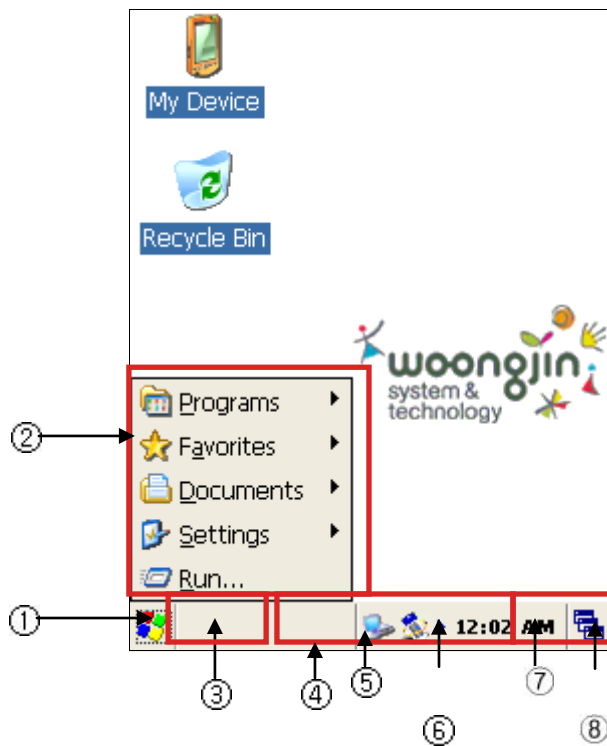 My Device
Recycle Bin
woongjin
system &
technology
Programs
Favorites
②
Documents
Settings
Run...
①
12:02 AM
③
④
⑤
⑥
⑦
⑧